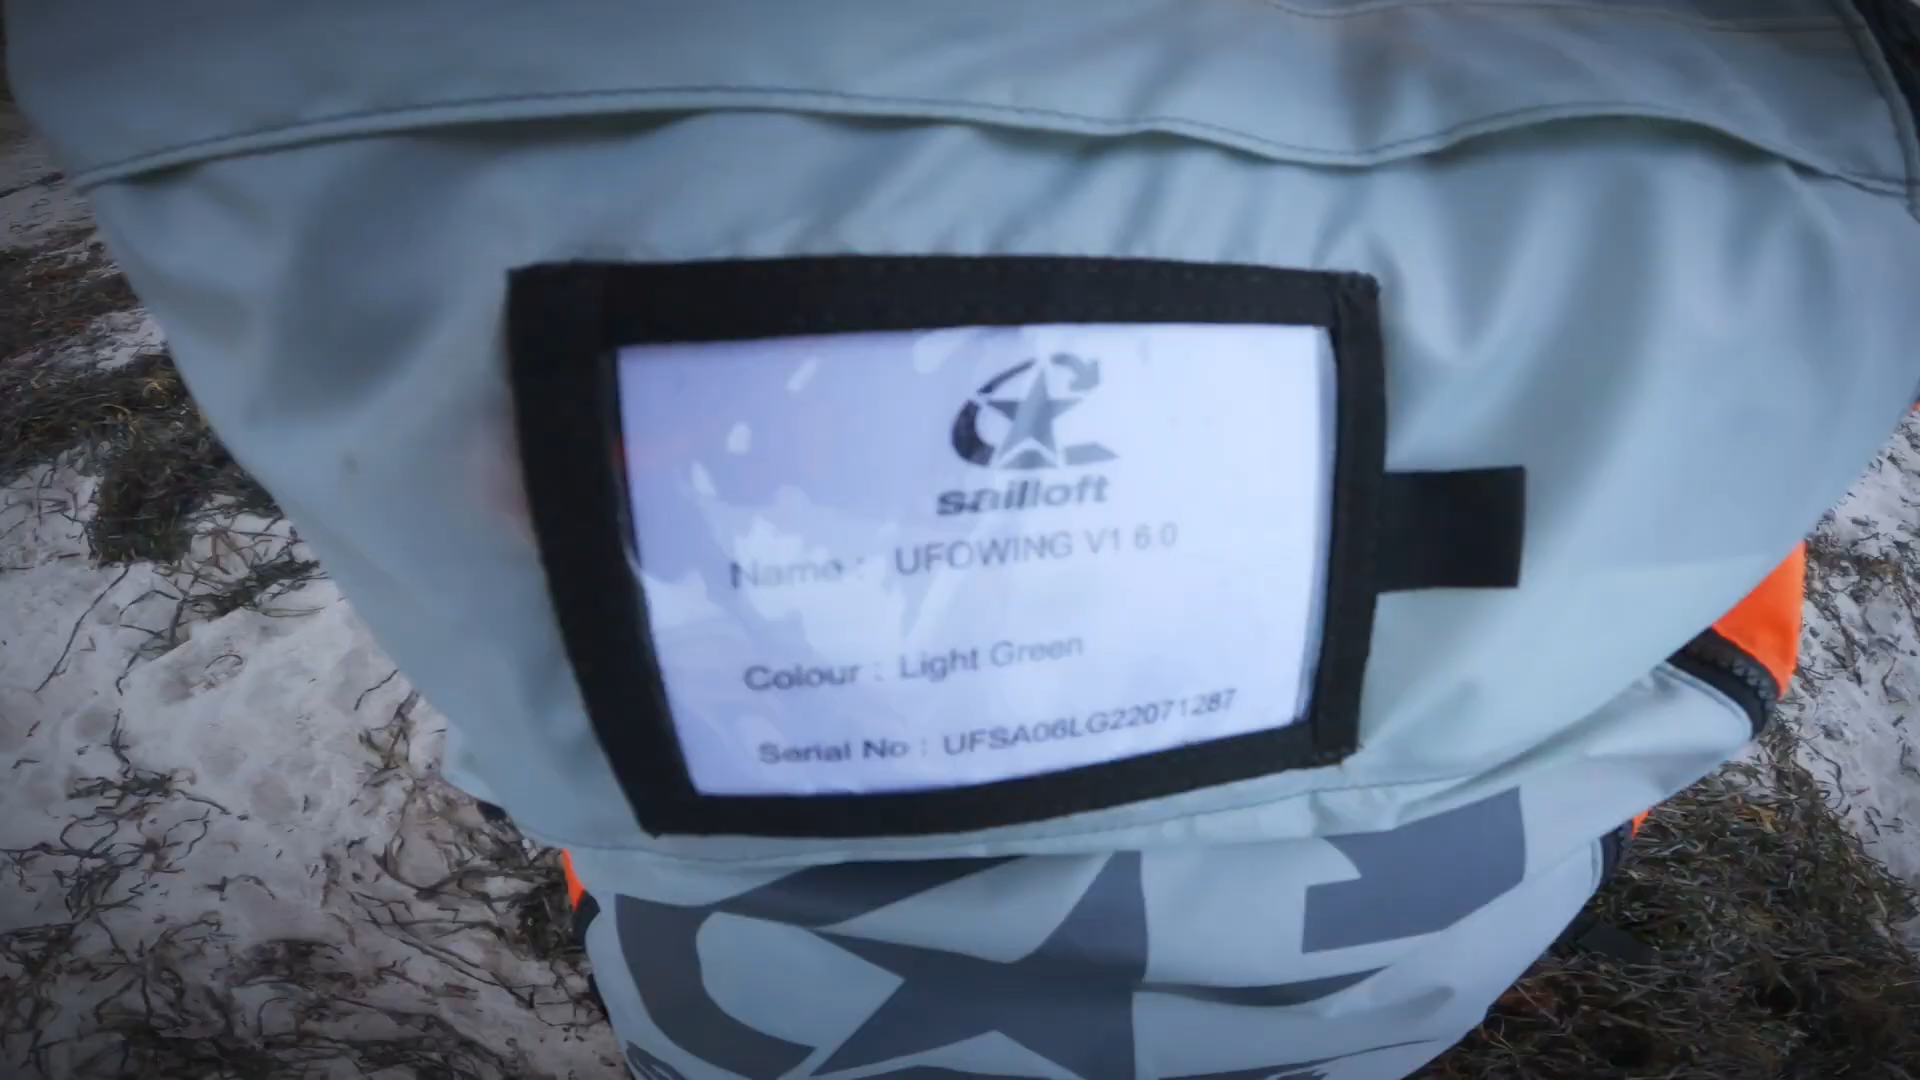 sailloft
Name : UFOWING V1 6.0
Colour : Light Green
Serial No : UFSA06LG22071287